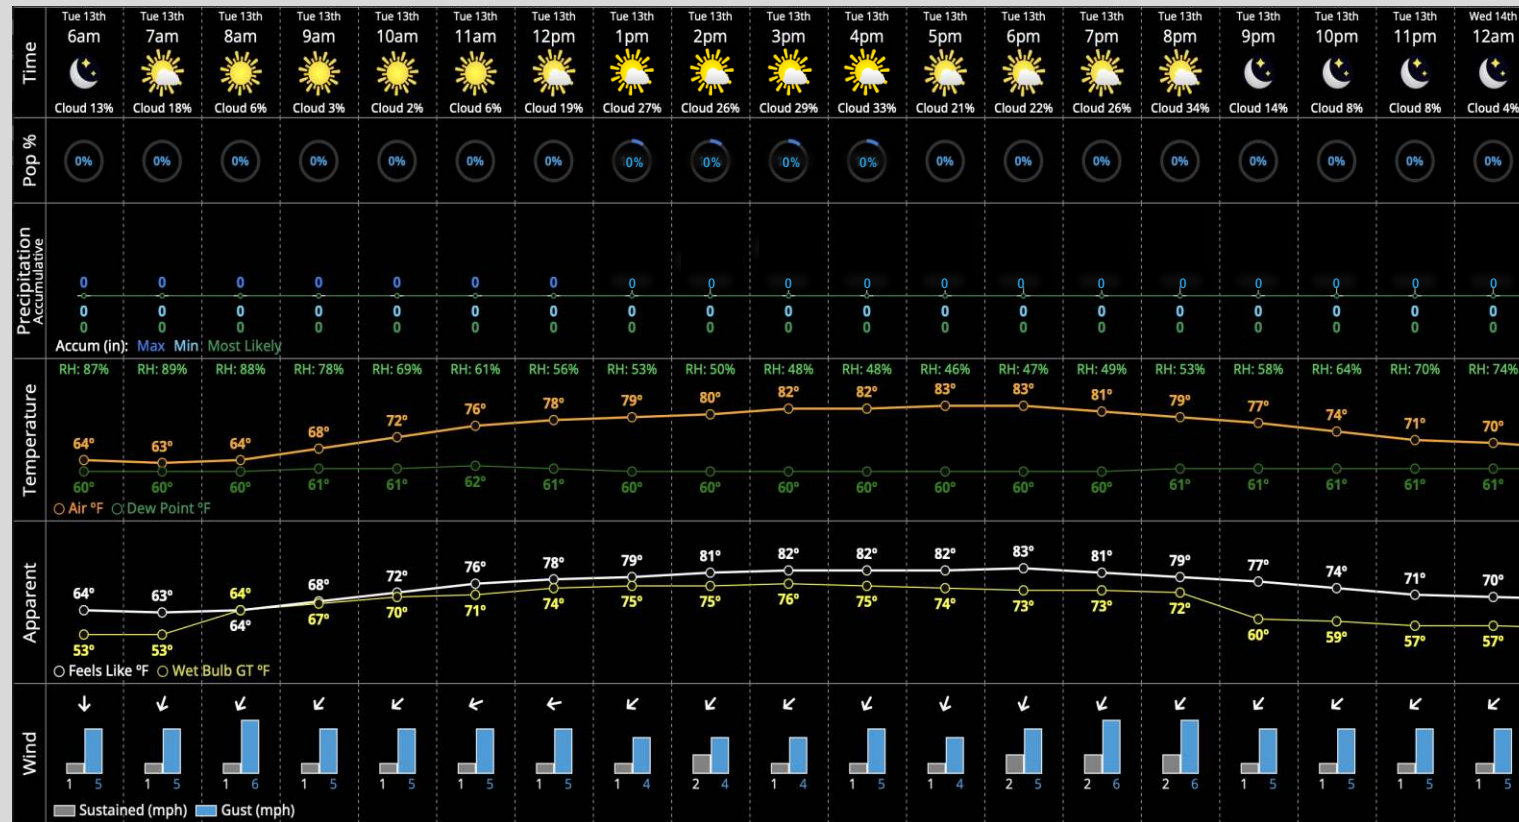 Tue 13th Tue 13th Tue 13th Tue 13th Tue 13th Tue 13th Tue 13th Tue 13th Tue 13th Tue 13th Tue 13th Tue 13th Tue 13th Tue 13th Tue 13th Tue 13th Tue 13th Tue 13th Wed 14th
6am 7am 8am 9am 10am 11am 12pm 1pm 2pm 3pm 4pm 5pm 6pm 7pm 8pm 9pm 10pm 11pm 12am
Time
Cloud 13% Cloud 18% Cloud 6% Cloud 3% Cloud 2% Cloud 6% Cloud 19% Cloud 27% Cloud 26% Cloud 29% Cloud 33% Cloud 21% Cloud 22% Cloud 26% Cloud 34% Cloud 14% Cloud 8% Cloud 8% Cloud 4%
Pop %
0% 0% 0% 0% 0% 0% 0% 0% 0% 0% 0% 0% 0% 0% 0% 0% 0% 0% 0%
Precipitation
Accumulative
0 0 0 0 0 0 0 0 0 0 0 0 0 0 0 0 0 0 0
0 0 0 0 0 0 0 0 0 0 0 0 0 0 0 0 0 0 0
0 0 0 0 0 0 0 0 0 0 0 0 0 0 0 0 0 0 0
Accum (in): Max Min Most Likely
Temperature
RH: 87% RH: 89% RH: 88% RH: 78% RH: 69% RH: 61% RH: 56% RH: 53% RH: 50% RH: 48% RH: 48% RH: 46% RH: 47% RH: 49% RH: 53% RH: 58% RH: 64% RH: 70% RH: 74%
64° 63° 64° 68° 72° 76° 78° 79° 80° 82° 82° 83° 83° 81° 79° 77° 74° 71° 70°
60° 60° 60° 61° 61° 62° 61° 60° 60° 60° 60° 60° 60° 60° 61° 61° 61° 61° 61°
Air °F Dew Point °F
Apparent
64° 63° 64° 68° 72° 76° 78° 79° 81° 82° 82° 82° 83° 81° 79° 77° 74° 71° 70°
53° 53° 64° 67° 70° 71° 74° 75° 75° 76° 75° 74° 73° 73° 72° 60° 59° 57° 57°
Feels Like °F Wet Bulb GT °F
Wind
1 5 1 5 1 6 1 5 1 5 1 5 1 5 1 4 2 4 1 4 1 5 1 4 2 5 2 6 2 6 1 5 1 5 1 5 1 5
Sustained (mph) Gust (mph)